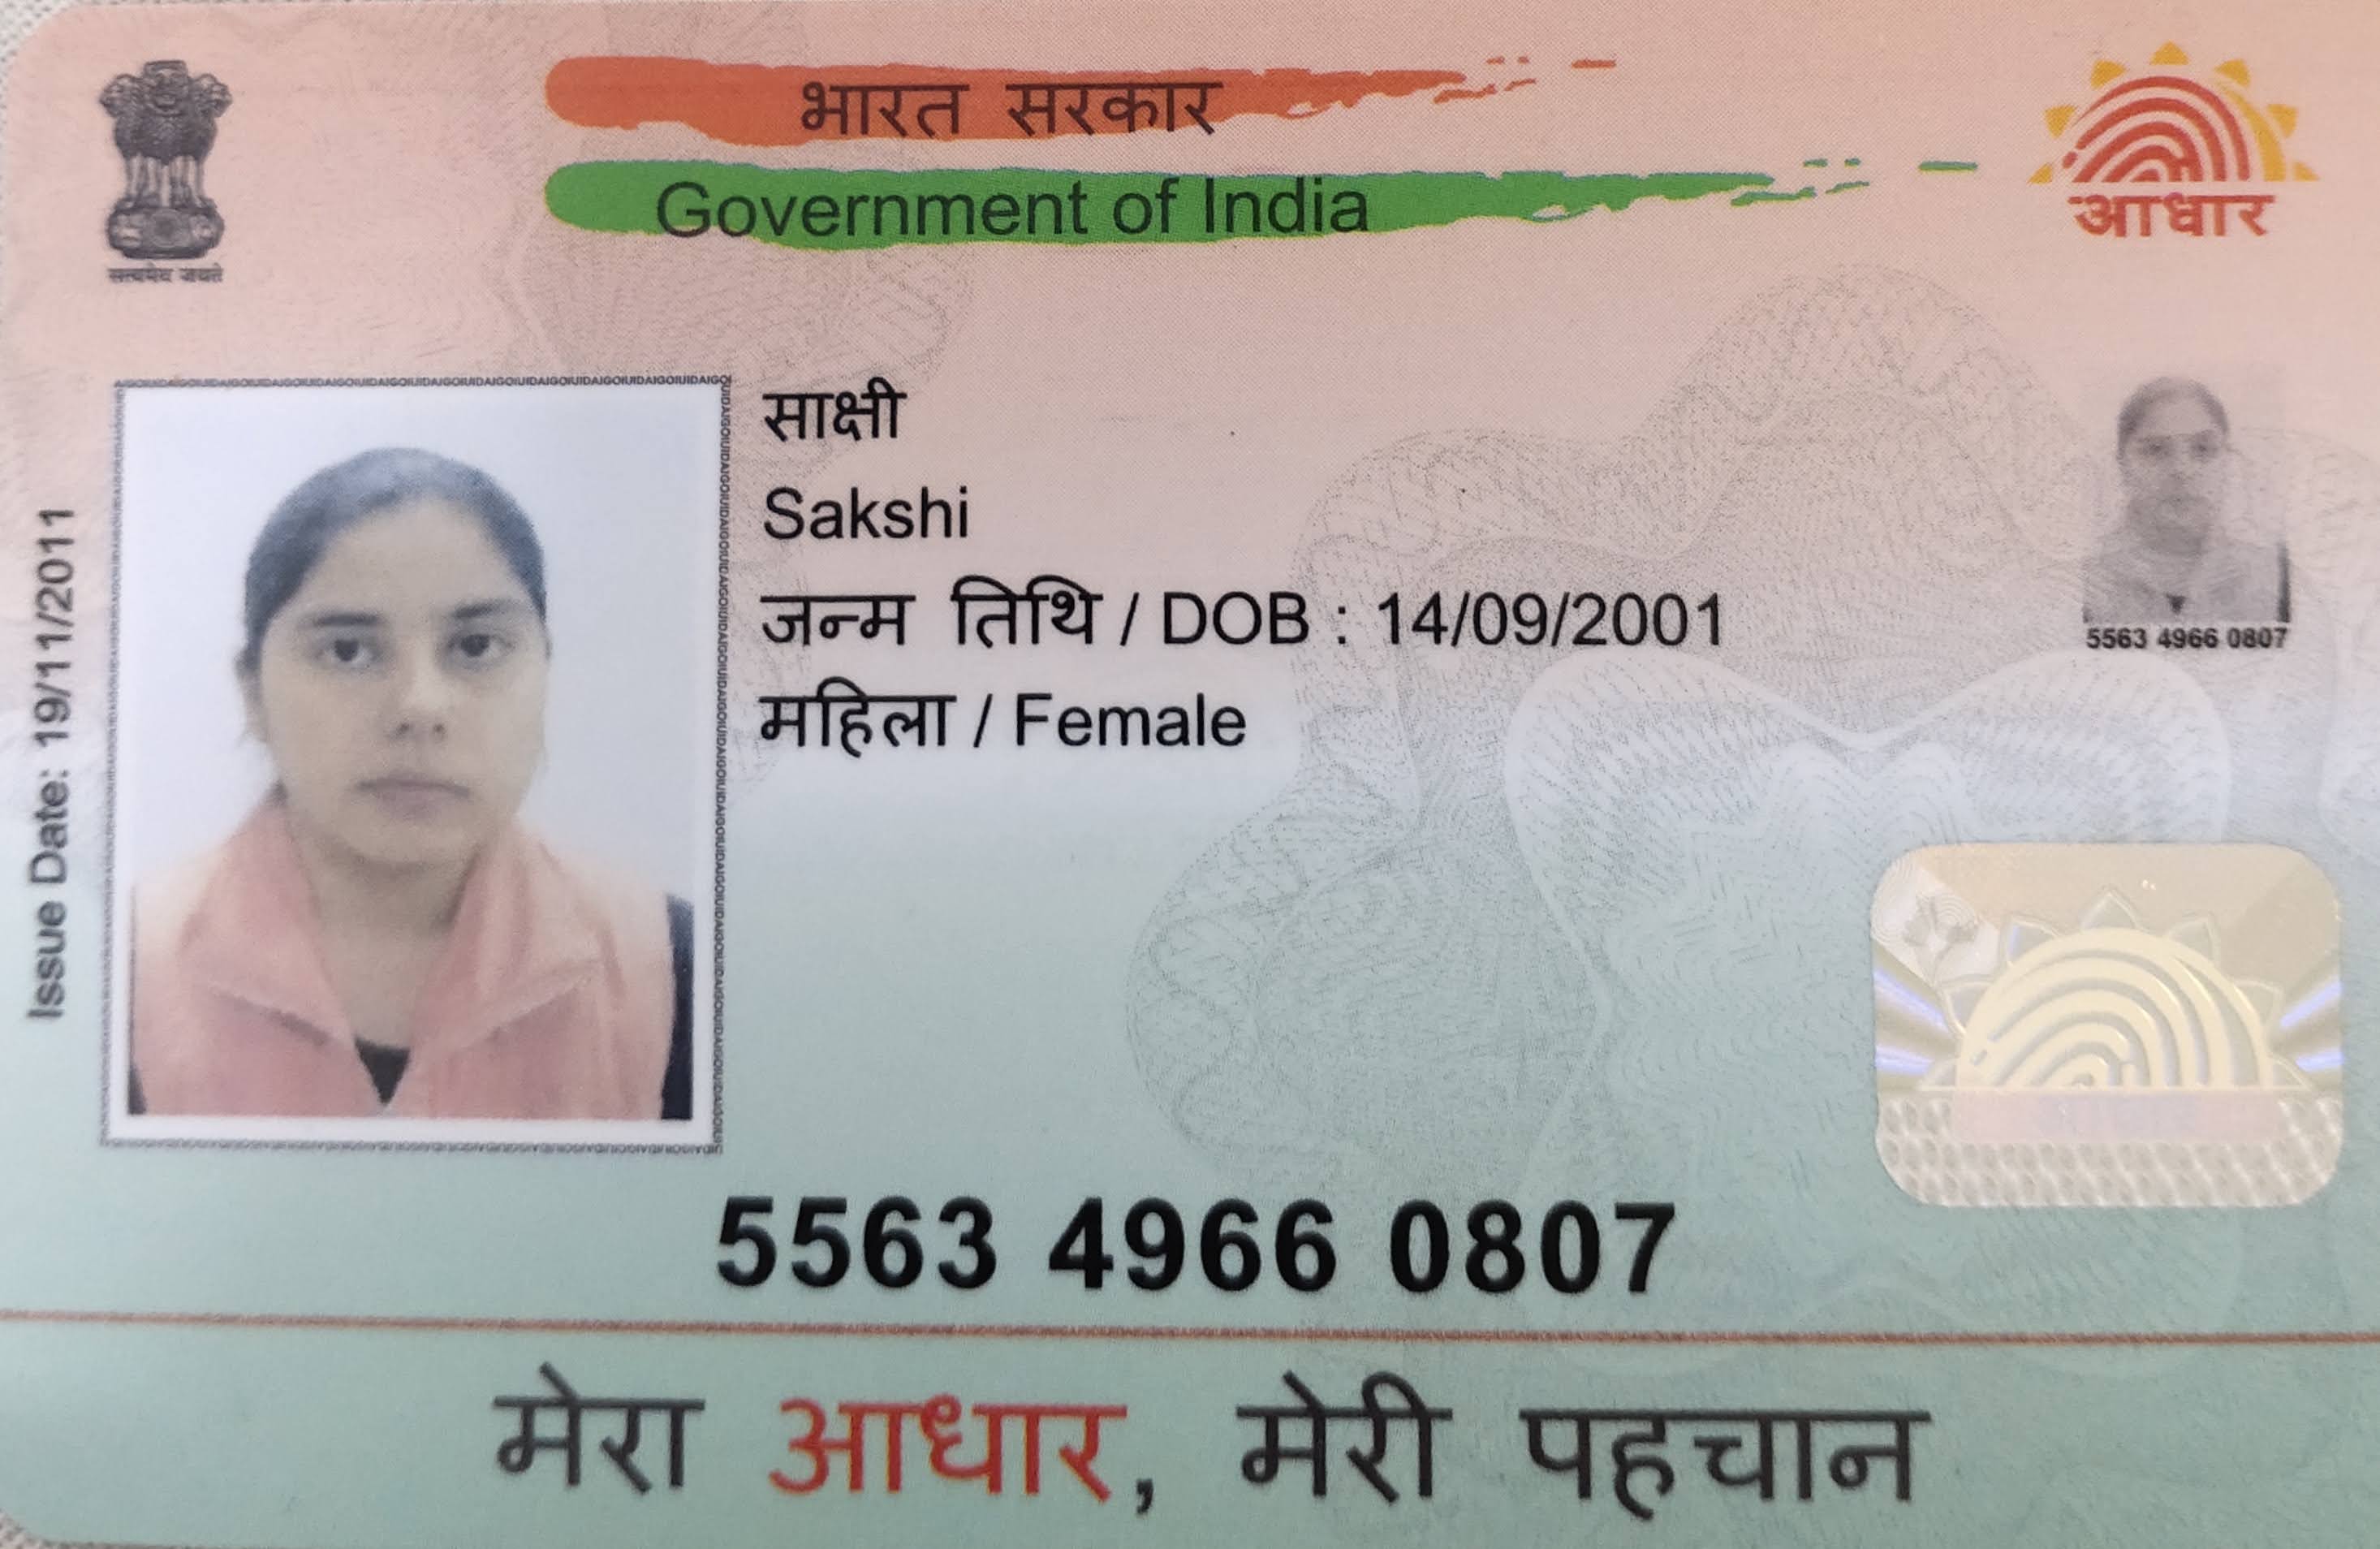 भारत सरकार
Government of India
सत्यमेव जयते
आधार
Issue Date: 19/11/2011
साक्षी
Sakshi
जन्म तिथि / DOB : 14/09/2001
महिला / Female
5563 4966 0807
5563 4966 0807
मेरा आधार, मेरी पहचान